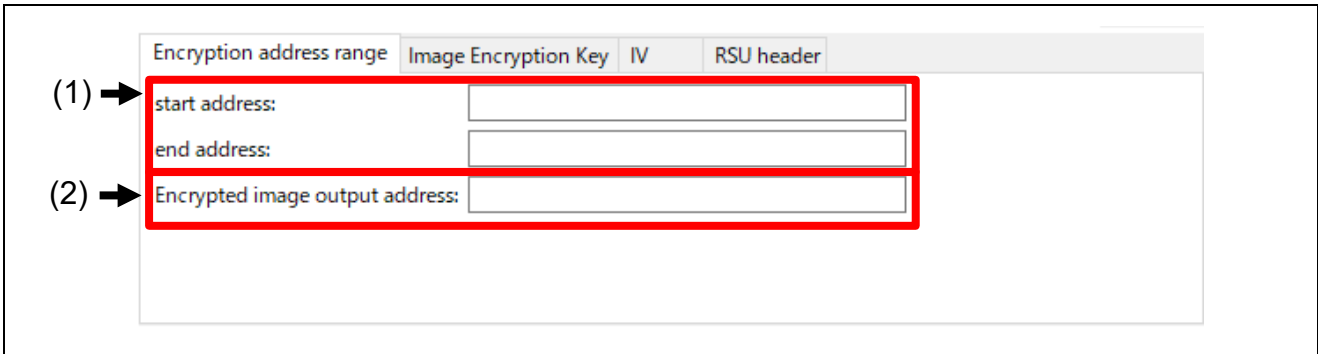 Encryption address range Image Encryption Key IV RSU header
(1) start address:
end address:
(2) Encrypted image output address: